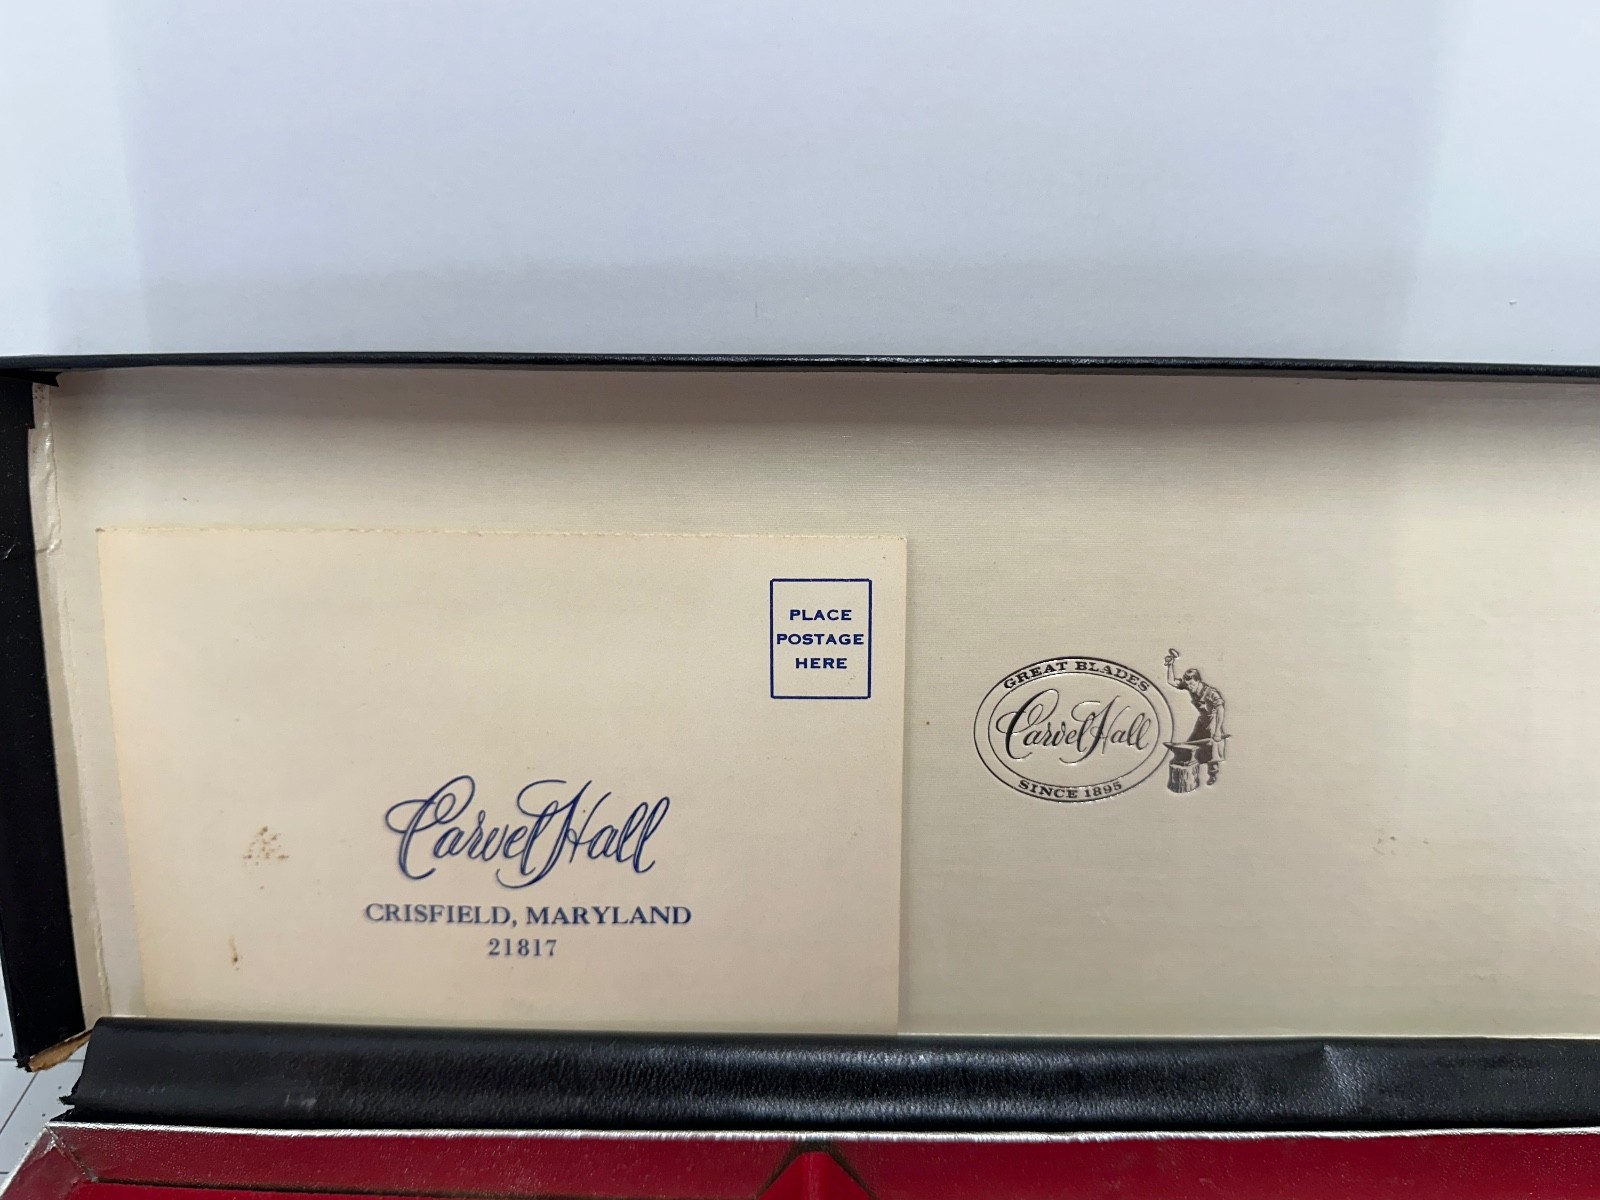 PLACE
POSTAGE
HERE
Carvel Hall
CRISFIELD, MARYLAND
21817
GREAT BLADES
Carvel Hall
SINCE 1895